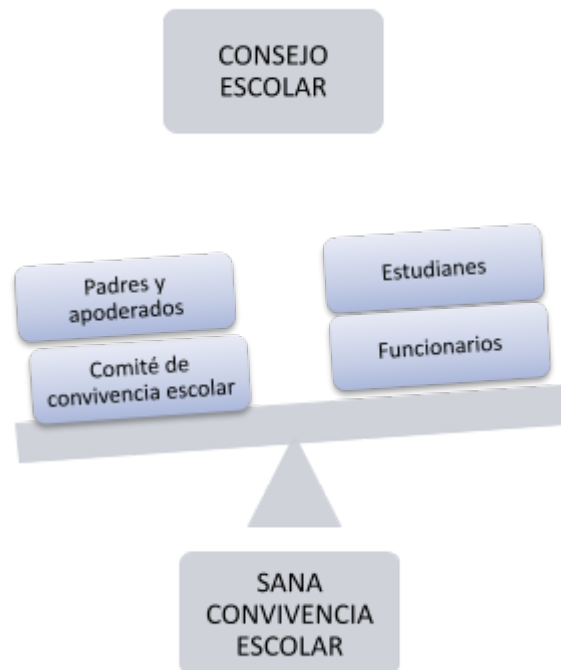 CONSEJO
ESCOLAR
Padres y
apoderados
Estudianes
Comité de
convivencia escolar
Funcionarios
SANA
CONVIVENCIA
ESCOLAR